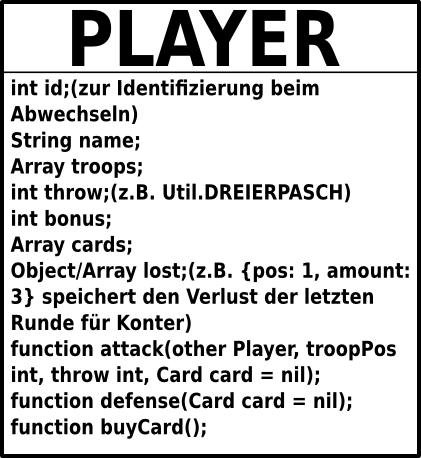 PLAYER
int id;(zur Identifizierung beim
Abwechseln)
String name;
Array troops;
int throw;(z.B. Util.DREIERPASCH)
int bonus;
Array cards;
Object/Array lost;(z.B. {pos: 1, amount:
3} speichert den Verlust der letzten
Runde für Konter)
function attack(other Player, troopPos
int, throw int, Card card = nil);
function defense(Card card = nil);
function buyCard();